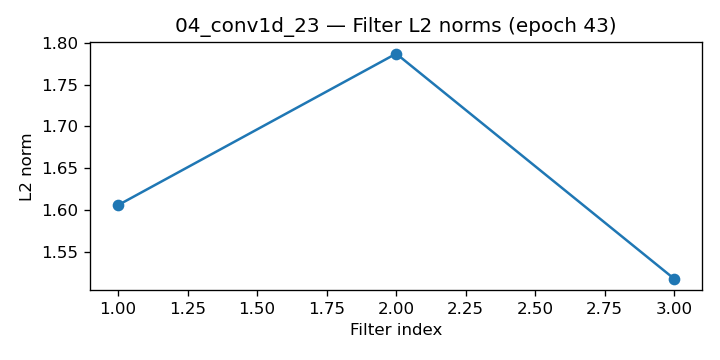 04_conv1d_23 — Filter L2 norms (epoch 43)
L2 norm
1.80
1.75
1.70
1.65
1.60
1.55
1.00 1.25 1.50 1.75 2.00 2.25 2.50 2.75 3.00
Filter index